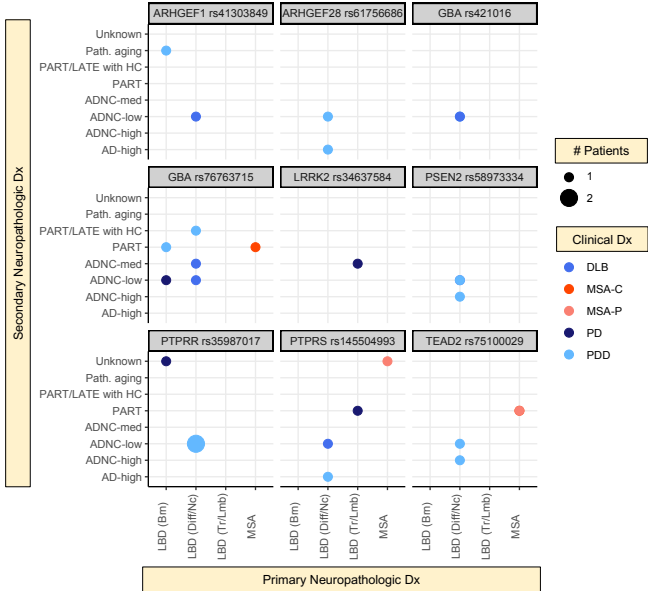 ARHGEF1 rs41303849 ARHGEF28 rs61756686 GBA rs421016
Unknown
Path. aging
PART/LATE with HC
PART
ADNC-med
ADNC-low
ADNC-high
AD-high
GBA rs76763715 LRRK2 rs34637584 PSEN2 rs58973334
Unknown
Path. aging
PART/LATE with HC
PART
ADNC-med
ADNC-low
ADNC-high
AD-high
PTPRR rs35987017 PTPRS rs145504993 TEAD2 rs75100029
Unknown
Path. aging
PART/LATE with HC
PART
ADNC-med
ADNC-low
ADNC-high
AD-high
LBD (Brn) LBD (Diff/Nc) LBD (Tr/Lmb) MSA LBD (Brn) LBD (Diff/Nc) LBD (Tr/Lmb) MSA LBD (Brn) LBD (Diff/Nc) LBD (Tr/Lmb) MSA
Primary Neuropathologic Dx
Secondary Neuropathologic Dx
# Patients
1
2
Clinical Dx
DLB
MSA-C
MSA-P
PD
PDD